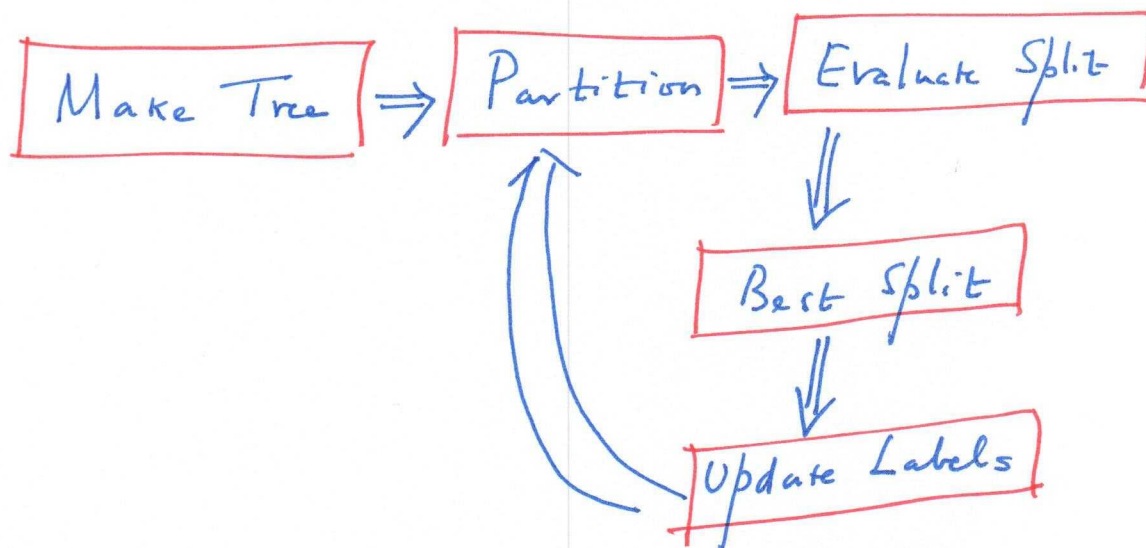 Make Tree
Partition
Evaluate Split
Best Split
Update Labels